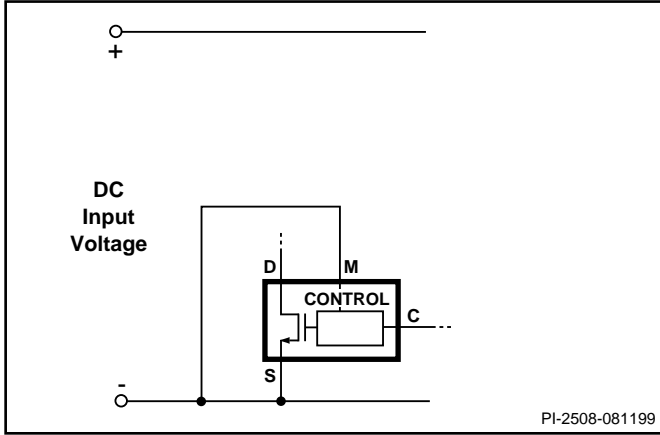 +
DC
Input
Voltage
D
M
CONTROL
C
S
-
PI-2508-081199